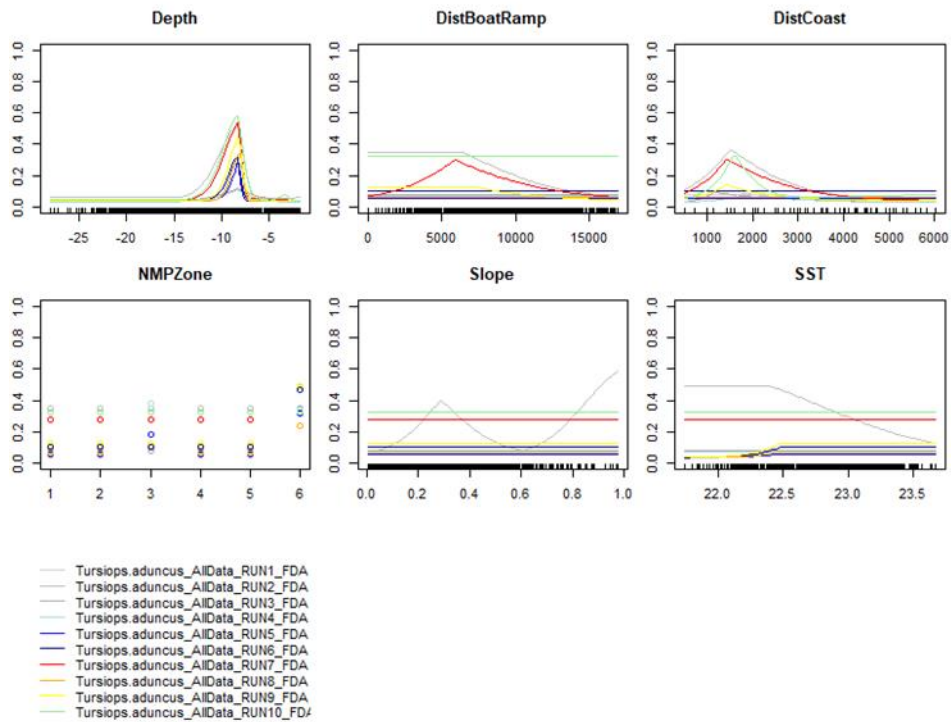 Depth
DistBoatRamp
DistCoast
0.0 0.2 0.4 0.6 0.8 1.0
0.0 0.2 0.4 0.6 0.8 1.0
0.0 0.2 0.4 0.6 0.8 1.0
-25 -20 -15 -10 -5
0 5000 10000 15000
1000 2000 3000 4000 5000 6000
NMPZone
Slope
SST
0.0 0.2 0.4 0.6 0.8 1.0
0.0 0.2 0.4 0.6 0.8 1.0
0.0 0.2 0.4 0.6 0.8 1.0
1 2 3 4 5 6
0.0 0.2 0.4 0.6 0.8 1.0
22.0 22.5 23.0 23.5
Tursiops.aduncus_AllData_RUN1_FDA
Tursiops.aduncus_AllData_RUN2_FDA
Tursiops.aduncus_AllData_RUN3_FDA
Tursiops.aduncus_AllData_RUN4_FDA
Tursiops.aduncus_AllData_RUN5_FDA
Tursiops.aduncus_AllData_RUN6_FDA
Tursiops.aduncus_AllData_RUN7_FDA
Tursiops.aduncus_AllData_RUN8_FDA
Tursiops.aduncus_AllData_RUN9_FDA
Tursiops.aduncus_AllData_RUN10_FD